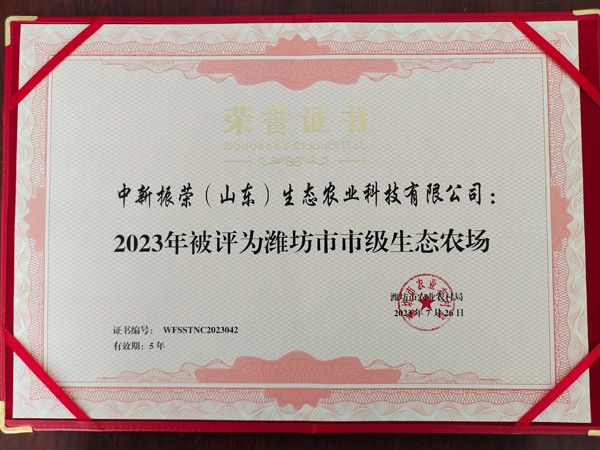 荣誉证书
HONORARY CREDENTIAL
中新振荣（山东）生态农业科技有限公司：
2023年被评为潍坊市市级生态农场
潍坊市农业农村局
2023年7月26日
证书编号： WFSSTNC2023042
有效期：5年